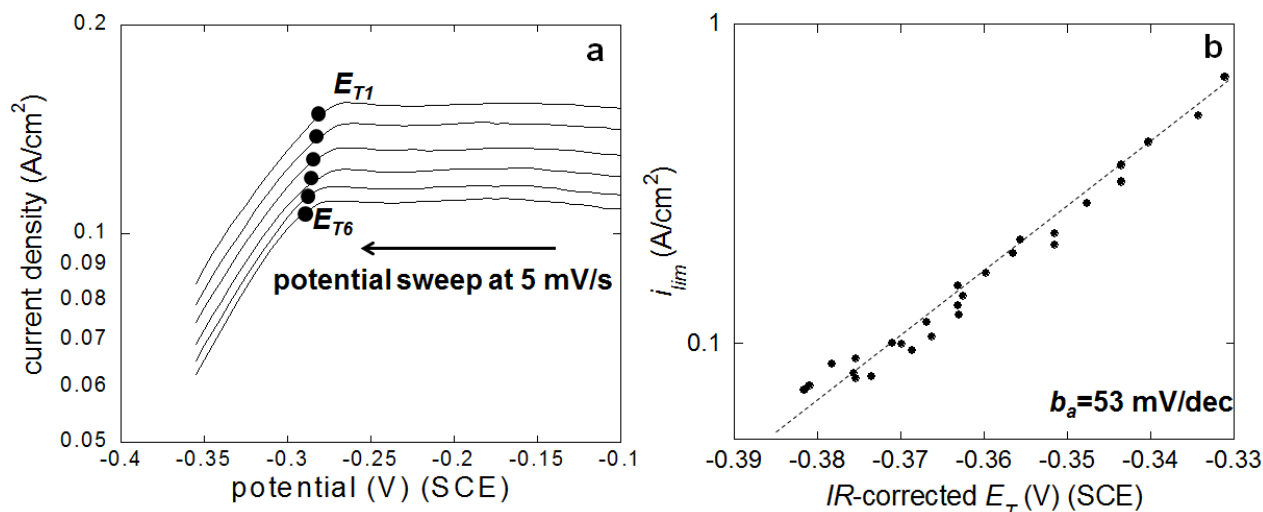 a
0.2
0.1
0.09
0.08
0.07
0.06
0.05
current density (A/cm²)
E_T1
E_T6
potential sweep at 5 mV/s
-0.4 -0.35 -0.3 -0.25 -0.2 -0.15 -0.1
potential (V) (SCE)
b
1
0.1
i_lim (A/cm²)
b_a=53 mV/dec
-0.39 -0.38 -0.37 -0.36 -0.35 -0.34 -0.33
IR-corrected E_T (V) (SCE)